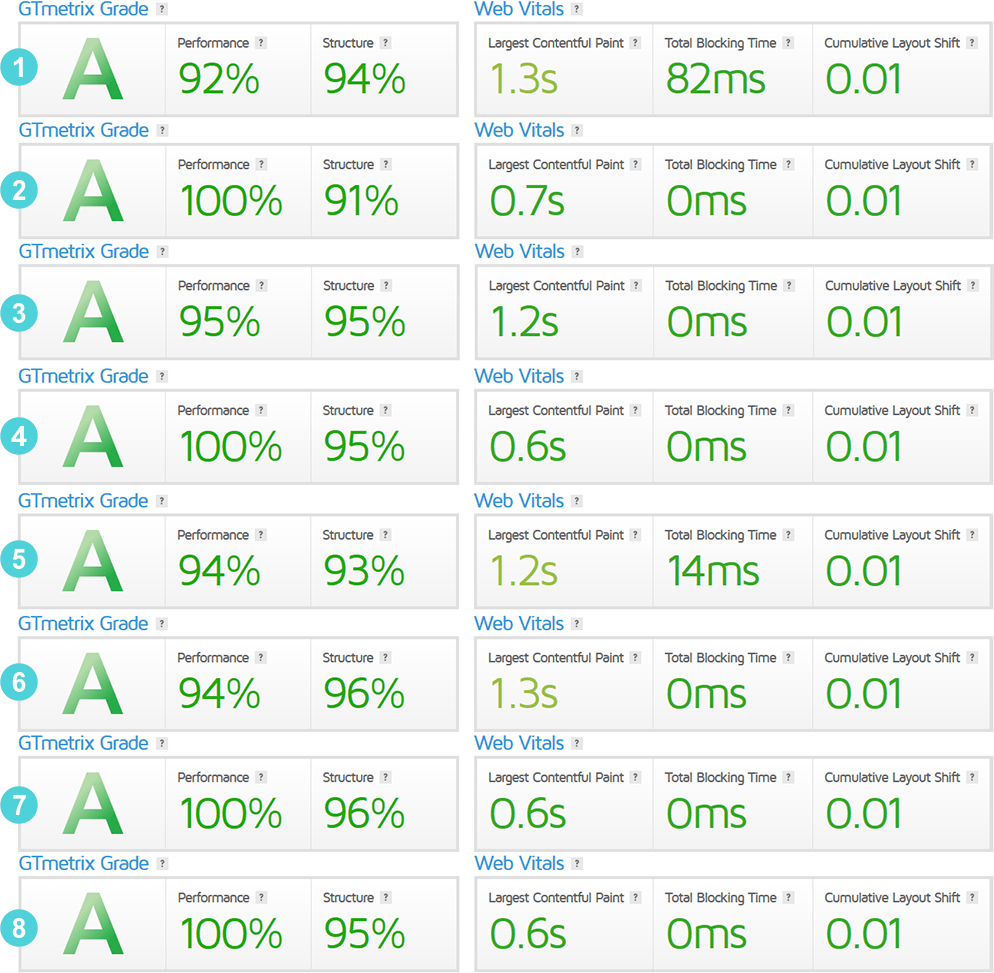 GTmetrix Grade ? Web Vitals ?
Performance ? Structure ? Largest Contentful Paint ? Total Blocking Time ? Cumulative Layout Shift ?
1 A 92% 94% 1.3s 82ms 0.01
GTmetrix Grade ? Web Vitals ?
Performance ? Structure ? Largest Contentful Paint ? Total Blocking Time ? Cumulative Layout Shift ?
2 A 100% 91% 0.7s 0ms 0.01
GTmetrix Grade ? Web Vitals ?
Performance ? Structure ? Largest Contentful Paint ? Total Blocking Time ? Cumulative Layout Shift ?
3 A 95% 95% 1.2s 0ms 0.01
GTmetrix Grade ? Web Vitals ?
Performance ? Structure ? Largest Contentful Paint ? Total Blocking Time ? Cumulative Layout Shift ?
4 A 100% 95% 0.6s 0ms 0.01
GTmetrix Grade ? Web Vitals ?
Performance ? Structure ? Largest Contentful Paint ? Total Blocking Time ? Cumulative Layout Shift ?
5 A 94% 93% 1.2s 14ms 0.01
GTmetrix Grade ? Web Vitals ?
Performance ? Structure ? Largest Contentful Paint ? Total Blocking Time ? Cumulative Layout Shift ?
6 A 94% 96% 1.3s 0ms 0.01
GTmetrix Grade ? Web Vitals ?
Performance ? Structure ? Largest Contentful Paint ? Total Blocking Time ? Cumulative Layout Shift ?
7 A 100% 96% 0.6s 0ms 0.01
GTmetrix Grade ? Web Vitals ?
Performance ? Structure ? Largest Contentful Paint ? Total Blocking Time ? Cumulative Layout Shift ?
8 A 100% 95% 0.6s 0ms 0.01